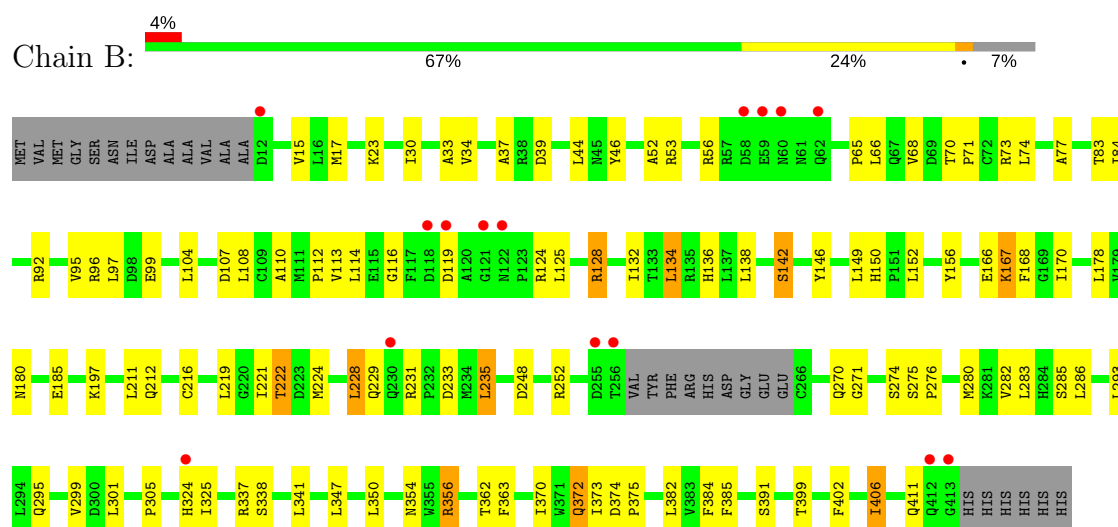 4%
Chain B:
67% 24% • 7%
MET VAL MET GLY SER ASN ILE ASP ALA ALA VAL ALA ALA D12 V15 L16 M17 K23 I30 A33 V34 A37 R38 D39 L44 N45 Y46 A52 R53 R56 R57 D58 E59 N60 N61 Q62 P65 L66 Q67 V68 D69 T70 P71 C72 R73 L74 A77 T83 I84
R92 V95 R96 L97 D98 E99 L104 D107 L108 C109 A110 M111 P112 V113 L114 E115 G116 F117 D118 D119 A120 G121 N122 P123 R124 L125 R128 I132 T133 L134 R135 H136 L137 L138 S142 Y146 L149 H150 P151 L152 Y156 E166 K167 F168 G169 I170 L178
N180 E185 K197 L211 Q212 C216 L219 G220 I221 T222 D223 M224 L228 Q229 Q230 R231 P232 D233 M234 L235 D248 R252 D255 T256 VAL TYR PHE ARG HIS ASP GLY GLU GLU C266 Q270 G271 S274 S275 P276 M280 K281 V282 L283 H284 S285 L286
L294 Q295 V299 D300 L301 P305 H324 I325 R337 S338 L341 L347 L350 N354 W355 R356 T362 F363 I370 W371 Q372 I373 D374 P375 L382 V383 F384 F385 S391 T399 F402 I406 Q411 Q412 G413 HIS HIS HIS HIS HIS HIS